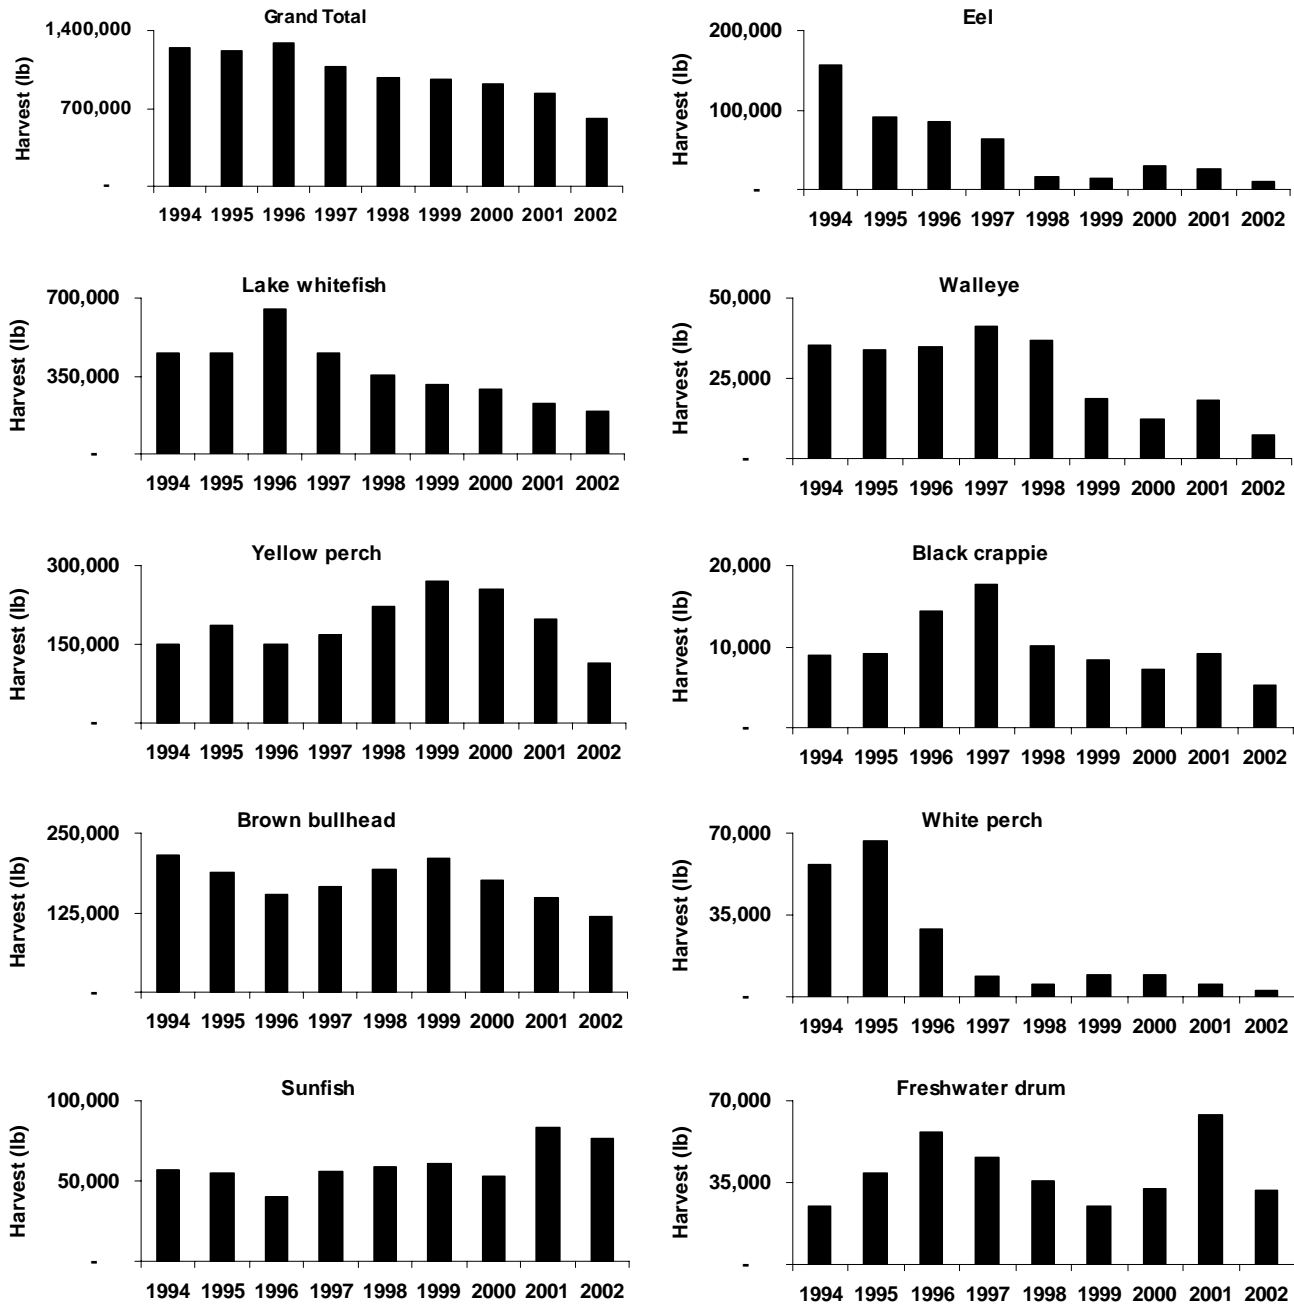 Grand Total
1,400,000
700,000
-
Harvest (lb)
1994 1995 1996 1997 1998 1999 2000 2001 2002
Eel
200,000
100,000
-
Harvest (lb)
1994 1995 1996 1997 1998 1999 2000 2001 2002
Lake whitefish
700,000
350,000
-
Harvest (lb)
1994 1995 1996 1997 1998 1999 2000 2001 2002
Walleye
50,000
25,000
-
Harvest (lb)
1994 1995 1996 1997 1998 1999 2000 2001 2002
Yellow perch
300,000
150,000
-
Harvest (lb)
1994 1995 1996 1997 1998 1999 2000 2001 2002
Black crappie
20,000
10,000
-
Harvest (lb)
1994 1995 1996 1997 1998 1999 2000 2001 2002
Brown bullhead
250,000
125,000
-
Harvest (lb)
1994 1995 1996 1997 1998 1999 2000 2001 2002
White perch
70,000
35,000
-
Harvest (lb)
1994 1995 1996 1997 1998 1999 2000 2001 2002
Sunfish
100,000
50,000
-
Harvest (lb)
1994 1995 1996 1997 1998 1999 2000 2001 2002
Freshwater drum
70,000
35,000
-
Harvest (lb)
1994 1995 1996 1997 1998 1999 2000 2001 2002